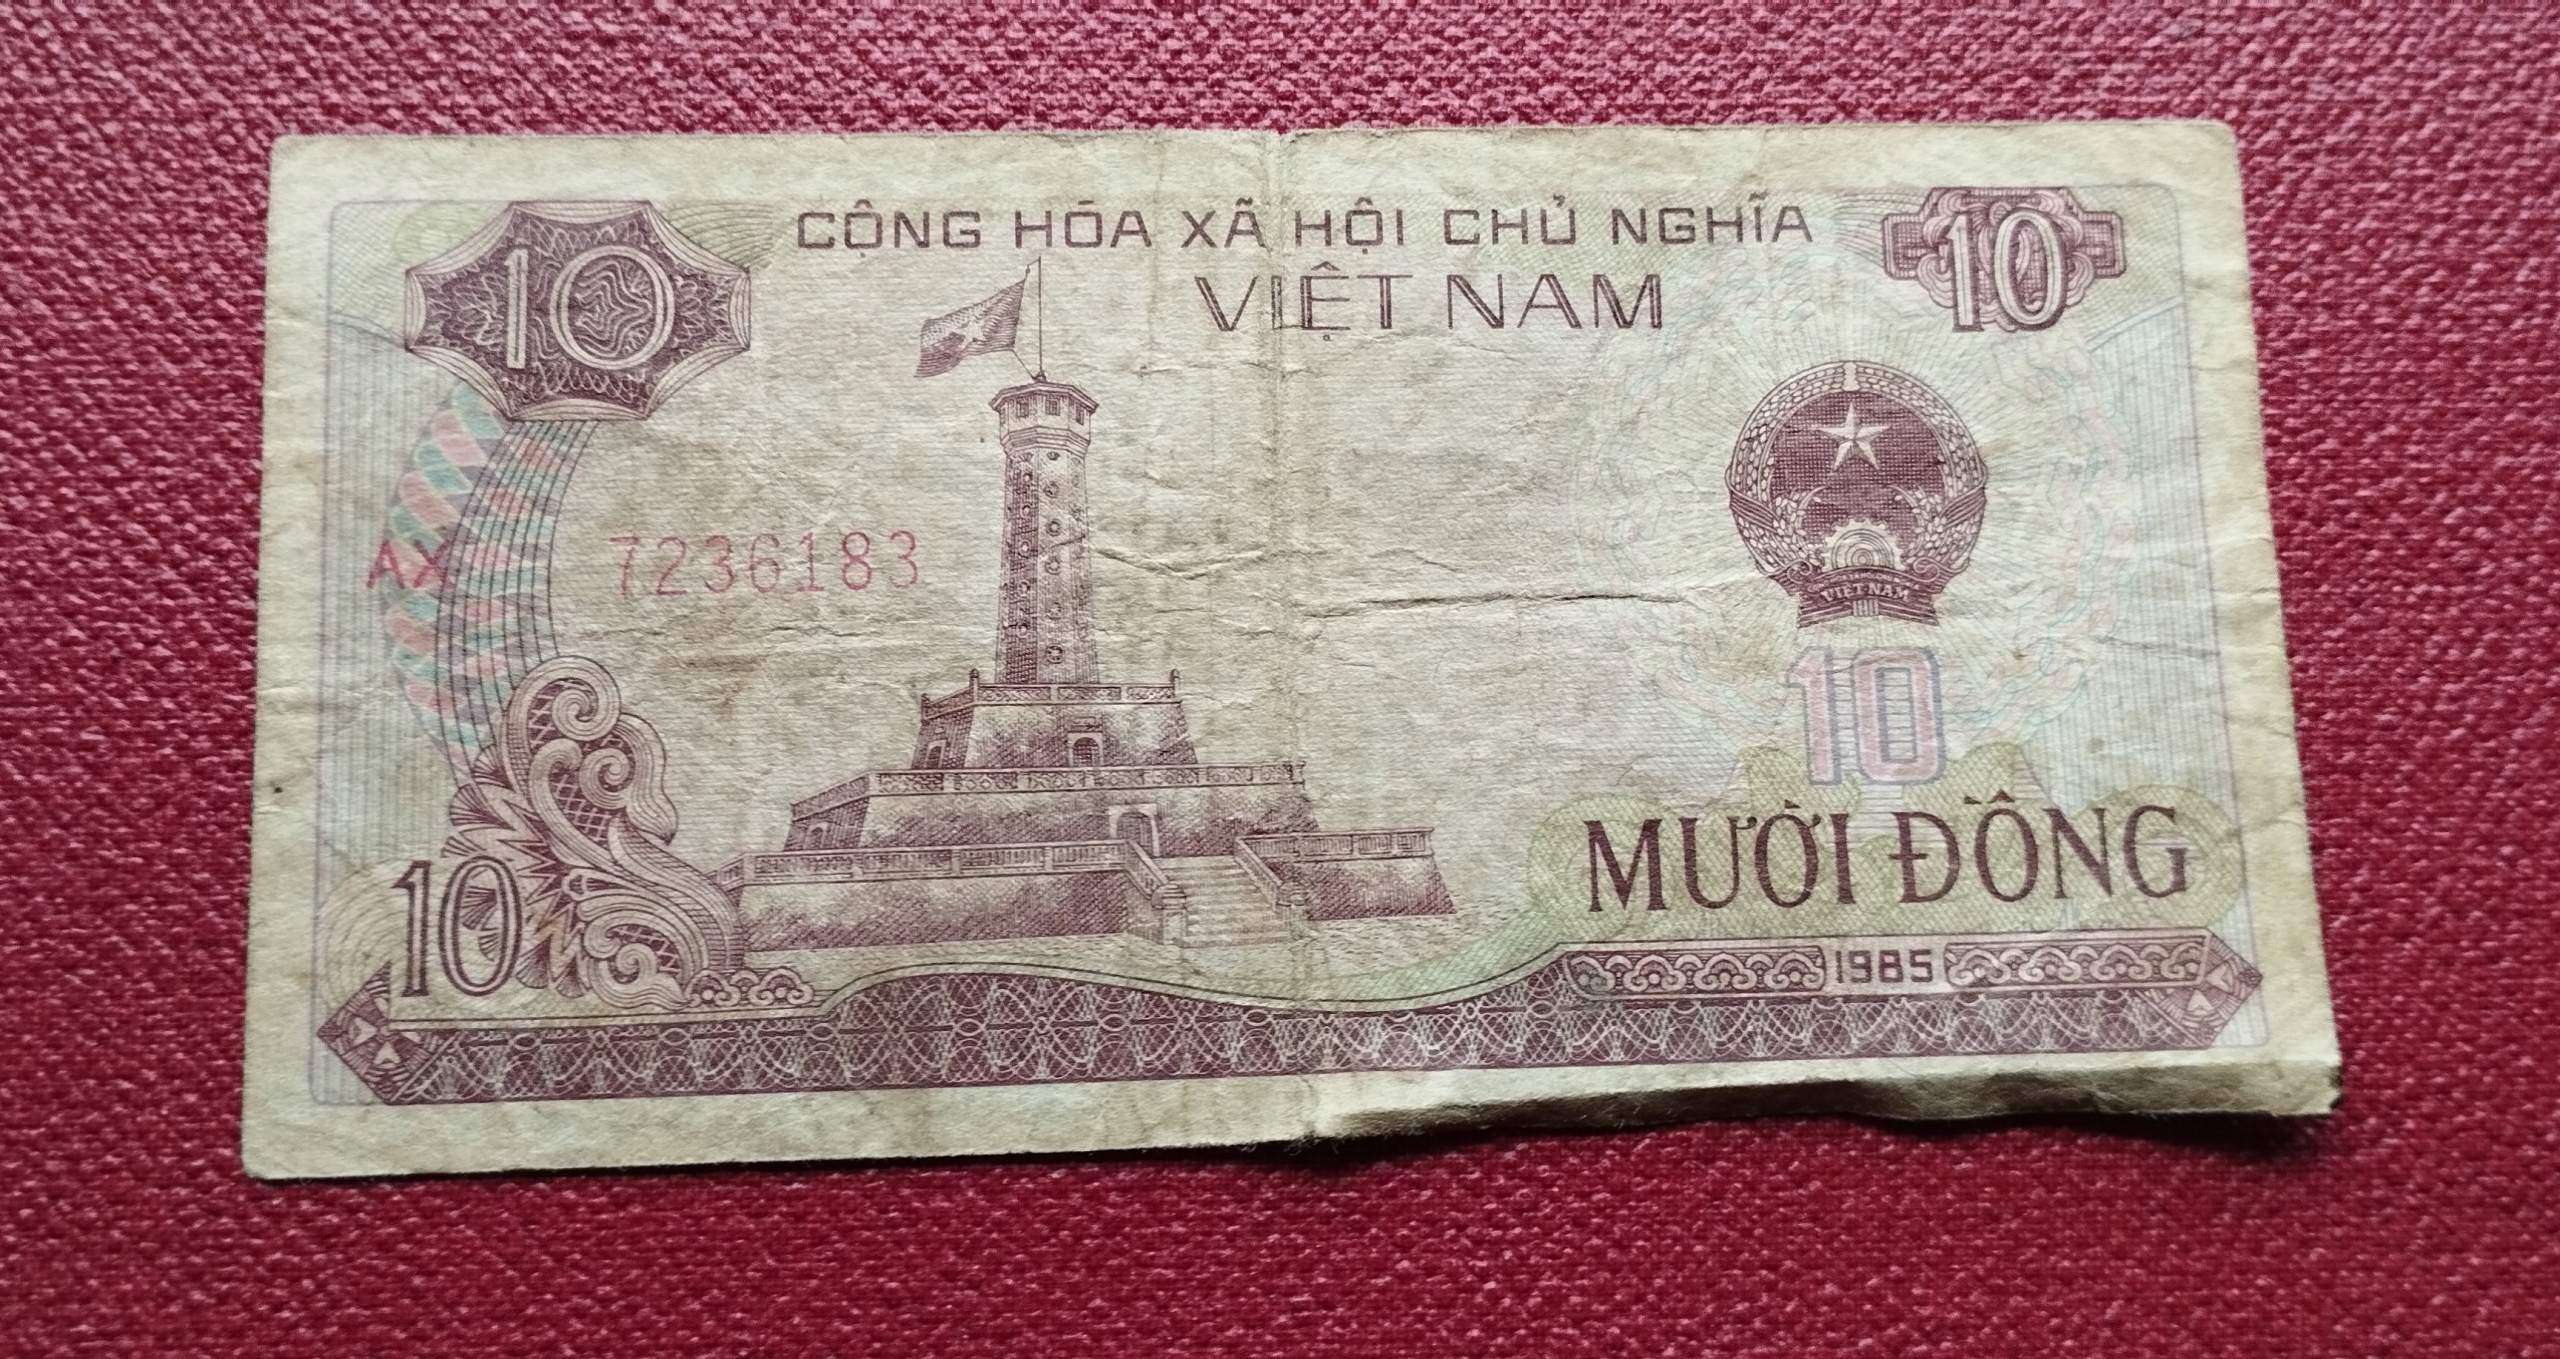 10
CỘNG HÒA XÃ HỘI CHỦ NGHĨA
10
VIỆT NAM
AX 7236183
VIỆT NAM
10
MƯỜI ĐỒNG
10
1985